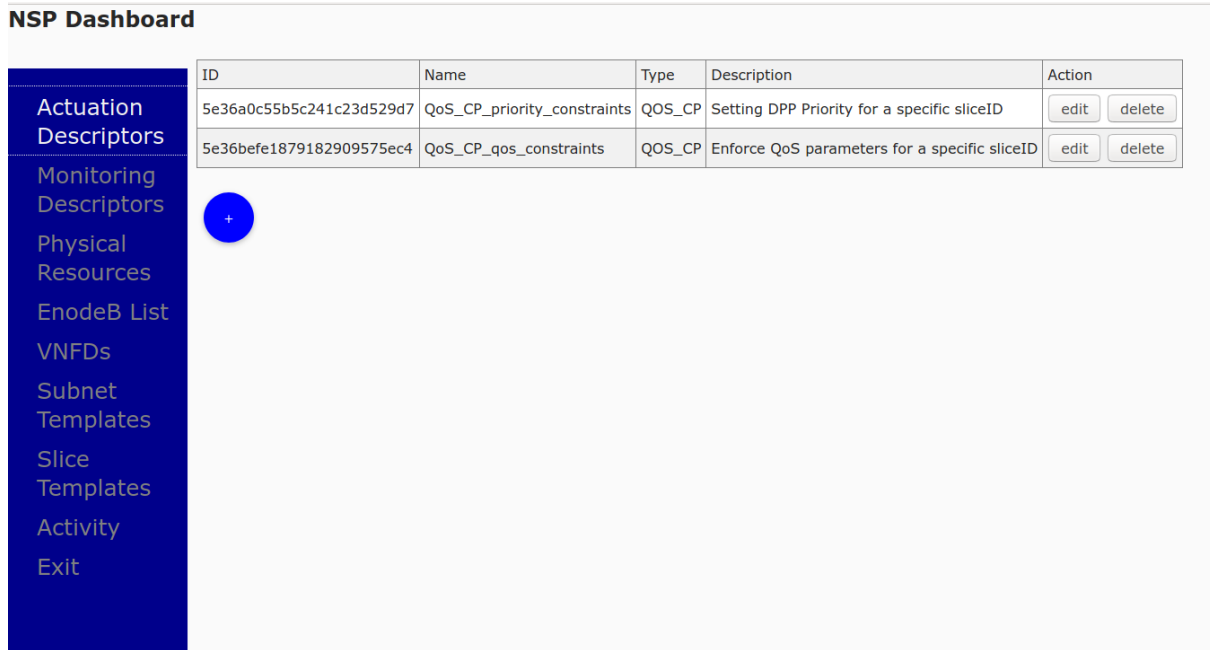 NSP Dashboard
Actuation
Descriptors
Monitoring
Descriptors
Physical
Resources
EnodeB List
VNFDs
Subnet
Templates
Slice
Templates
Activity
Exit
ID Name Type Description Action
5e36a0c55b5c241c23d529d7 QoS_CP_priority_constraints QOS_CP Setting DPP Priority for a specific sliceID edit delete
5e36befe1879182909575ec4 QoS_CP_qos_constraints QOS_CP Enforce QoS parameters for a specific sliceID edit delete
+